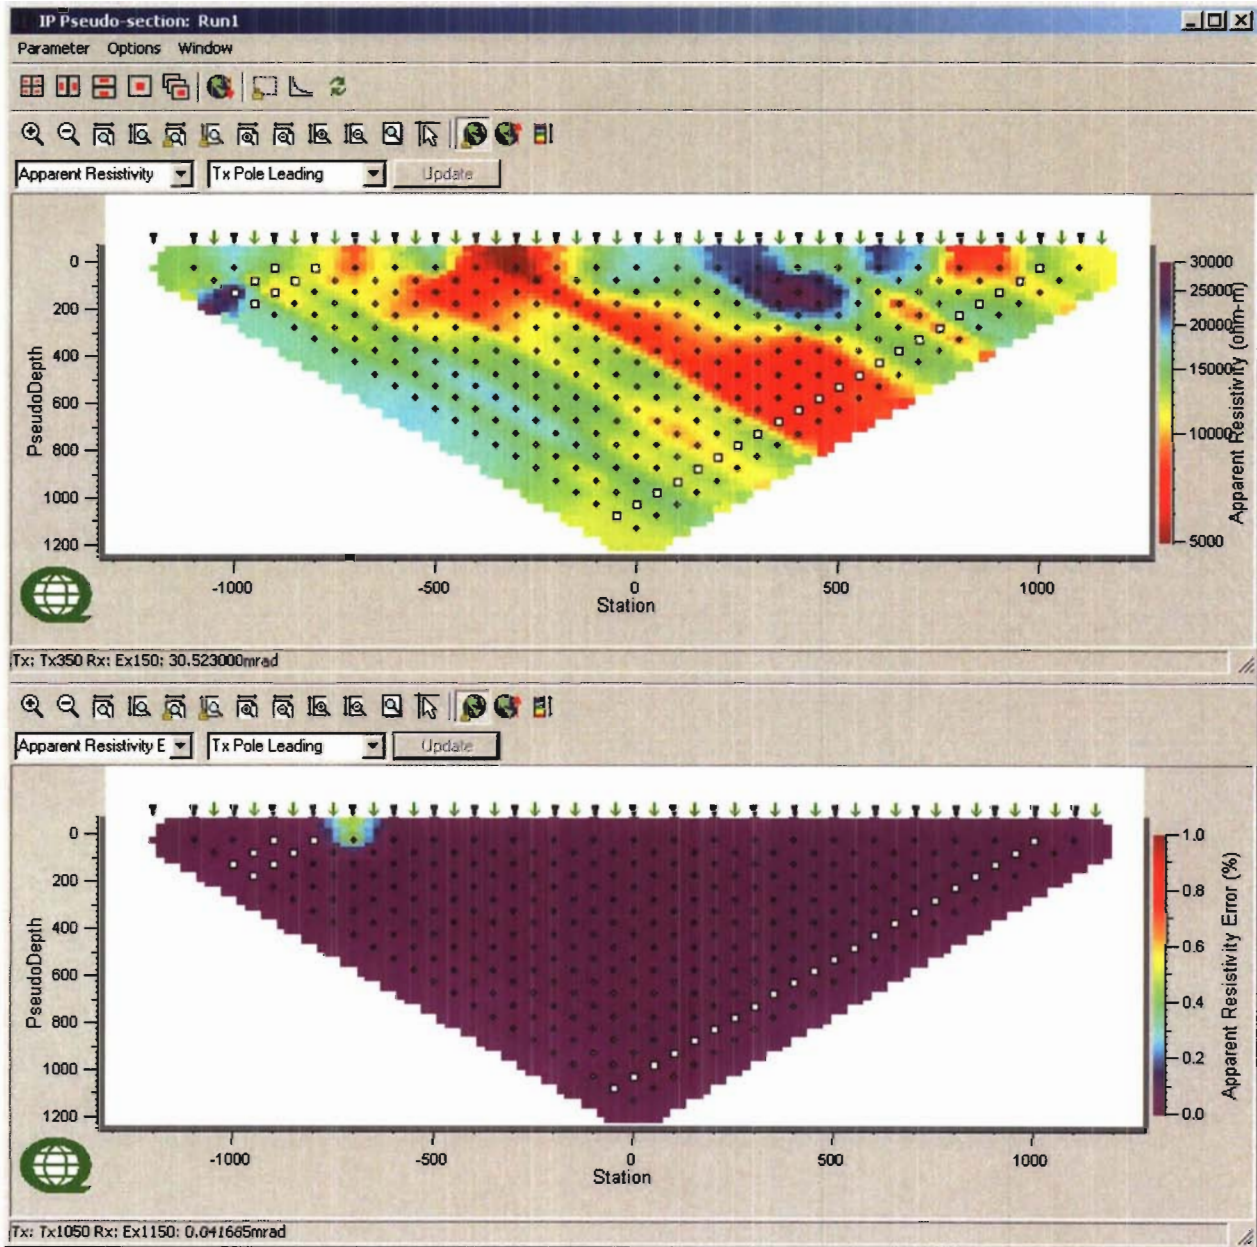 IP Pseudo-section: Run1
Parameter Options Window
Apparent Resistivity Tx Pole Leading Update
0
200
400
600
800
1000
1200
PseudoDepth
-1000 -500 0 500 1000
Station
30000
25000
20000
15000
10000
5000
Apparent Resistivity (ohm-m)
Tx: Tx350 Rx: Ex150: 30.523000mrad
Apparent Resistivity E Tx Pole Leading Update
0
200
400
600
800
1000
1200
PseudoDepth
-1000 -500 0 500 1000
Station
1.0
0.8
0.6
0.4
0.2
0.0
Apparent Resistivity Error (%)
Tx: Tx1050 Rx: Ex1150: 0.041665mrad